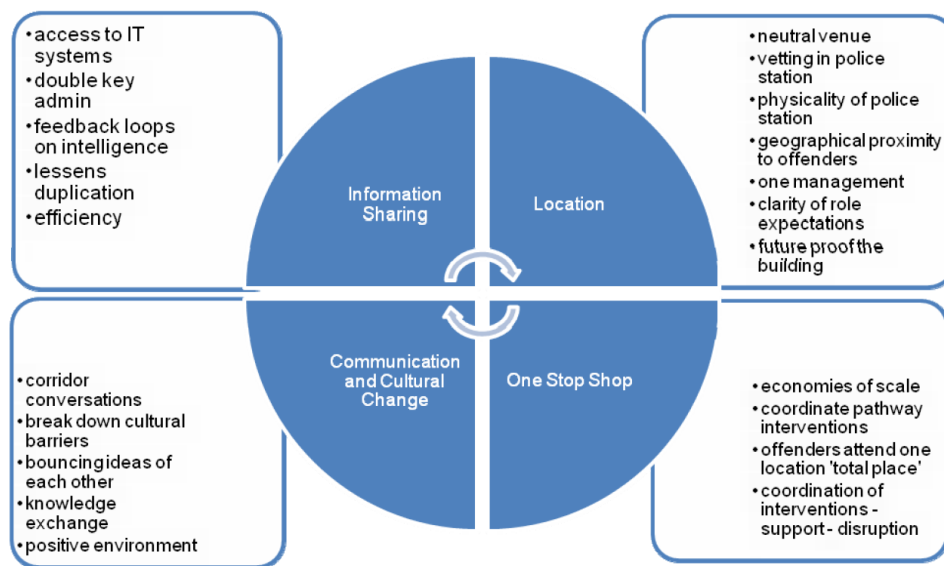 • access to IT
systems
• double key
admin
• feedback loops
on intelligence
• lessens
duplication
• efficiency
Information
Sharing
Location
• neutral venue
• vetting in police
station
• physicality of police
station
• geographical proximity
to offenders
• one management
• clarity of role
expectations
• future proof the
building
• corridor
conversations
• break down cultural
barriers
• bouncing ideas of
each other
• knowledge
exchange
• positive environment
Communication
and Cultural
Change
One Stop Shop
• economies of scale
• coordinate pathway
interventions
• offenders attend one
location 'total place'
• coordination of
interventions -
support - disruption